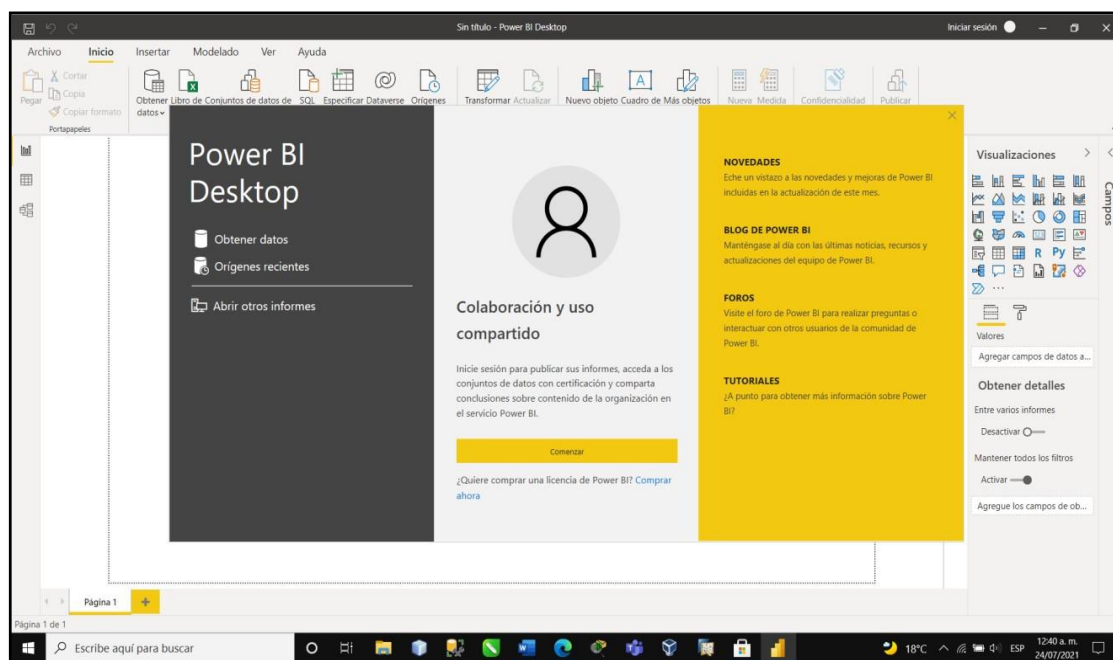 Sin título - Power BI Desktop
Iniciar sesión
Archivo Inicio Insertar Modelado Ver Ayuda
Pegar
Cortar
Copia
Copiar formato
Portapapeles
Obtener datos
Libro de
Conjuntos de datos de
SQL
Especificar
Dataverse
Orígenes
Transformar
Actualizar
Nuevo objeto
Cuadro de
Más objetos
Nueva
Medida
Confidencialidad
Publicar
Power BI
Desktop
Obtener datos
Orígenes recientes
Abrir otros informes
Colaboración y uso
compartido
Inicie sesión para publicar sus informes, acceda a los
conjuntos de datos con certificación y comparta
conclusiones sobre contenido de la organización en
el servicio Power BI.
Comenzar
¿Quiere comprar una licencia de Power BI? Comprar
ahora
NOVEDADES
Eche un vistazo a las novedades y mejoras de Power BI
incluidas en la actualización de este mes.
BLOG DE POWER BI
Manténgase al día con las últimas noticias, recursos y
actualizaciones del equipo de Power BI.
FOROS
Visite el foro de Power BI para realizar preguntas o
interactuar con otros usuarios de la comunidad de
Power BI.
TUTORIALES
¿A punto para obtener más información sobre Power
BI?
Visualizaciones
Campos
R Py
Valores
Agregar campos de datos a...
Obtener detalles
Entre varios informes
Desactivar
Mantener todos los filtros
Activar
Agregue los campos de ob...
Página 1
Página 1 de 1
Escribe aquí para buscar
18°C
ESP
12:40 a. m.
24/07/2021